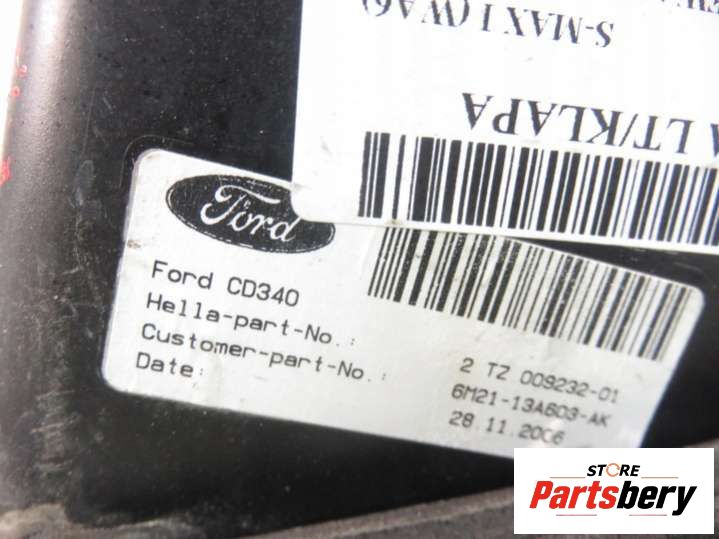 S-MAX I (WA6)
LT/KLAPA
Ford
Ford CD340
Hella-part-No.: 2 TZ 009232-01
Customer-part-No.: 6M21-13A603-AK
Date: 28.11.2006
STORE
Partsbery